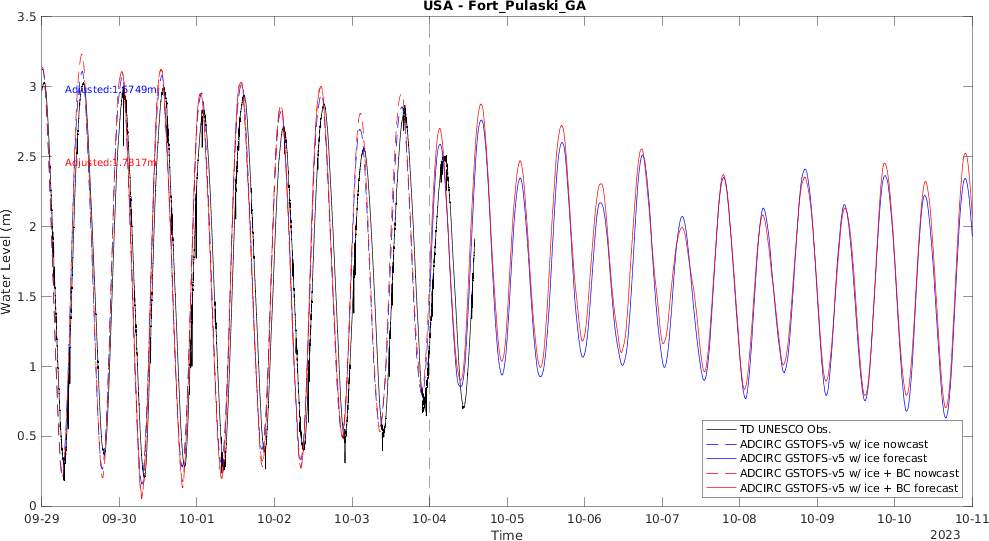 USA - Fort_Pulaski_GA
3.5
3
2.5
2
1.5
1
0.5
0
Water Level (m)
Adjusted:1.6749m
Adjusted:1.7817m
TD UNESCO Obs.
ADCIRC GSTOFS-v5 w/ ice nowcast
ADCIRC GSTOFS-v5 w/ ice forecast
ADCIRC GSTOFS-v5 w/ ice + BC nowcast
ADCIRC GSTOFS-v5 w/ ice + BC forecast
09-29 09-30 10-01 10-02 10-03 10-04 10-05 10-06 10-07 10-08 10-09 10-10 10-11
Time
2023